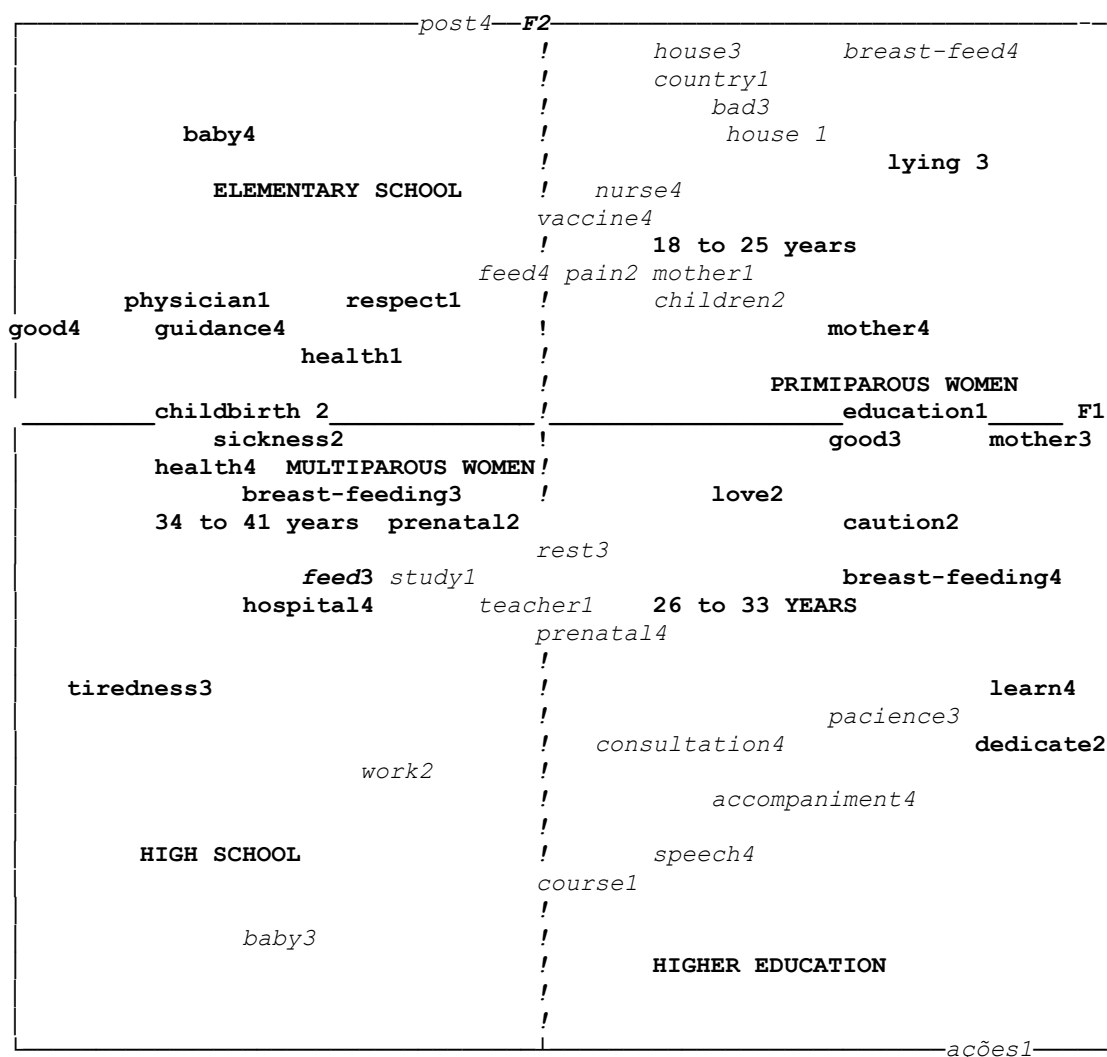 post4 F2
! house3 breast-feed4
! country1
! bad3
baby4 ! house 1
! lying 3
ELEMENTARY SCHOOL ! nurse4
vaccine4
! 18 to 25 years
feed4 pain2 mother1
physician1 respect1 ! children2
good4 guidance4 ! mother4
health1 !
! PRIMIPAROUS WOMEN
childbirth 2 ! education1 F1
sickness2 ! good3 mother3
health4 MULTIPAROUS WOMEN!
breast-feeding3 ! love2
34 to 41 years prenatal2 caution2
rest3
feed3 study1 breast-feeding4
hospital4 teacher1 26 to 33 YEARS
prenatal4
!
tiredness3 ! learn4
! pacience3
! consultation4 dedicate2
work2 !
! accompaniment4
!
HIGH SCHOOL ! speech4
course1
!
baby3 !
! HIGHER EDUCATION
!
!
acões1